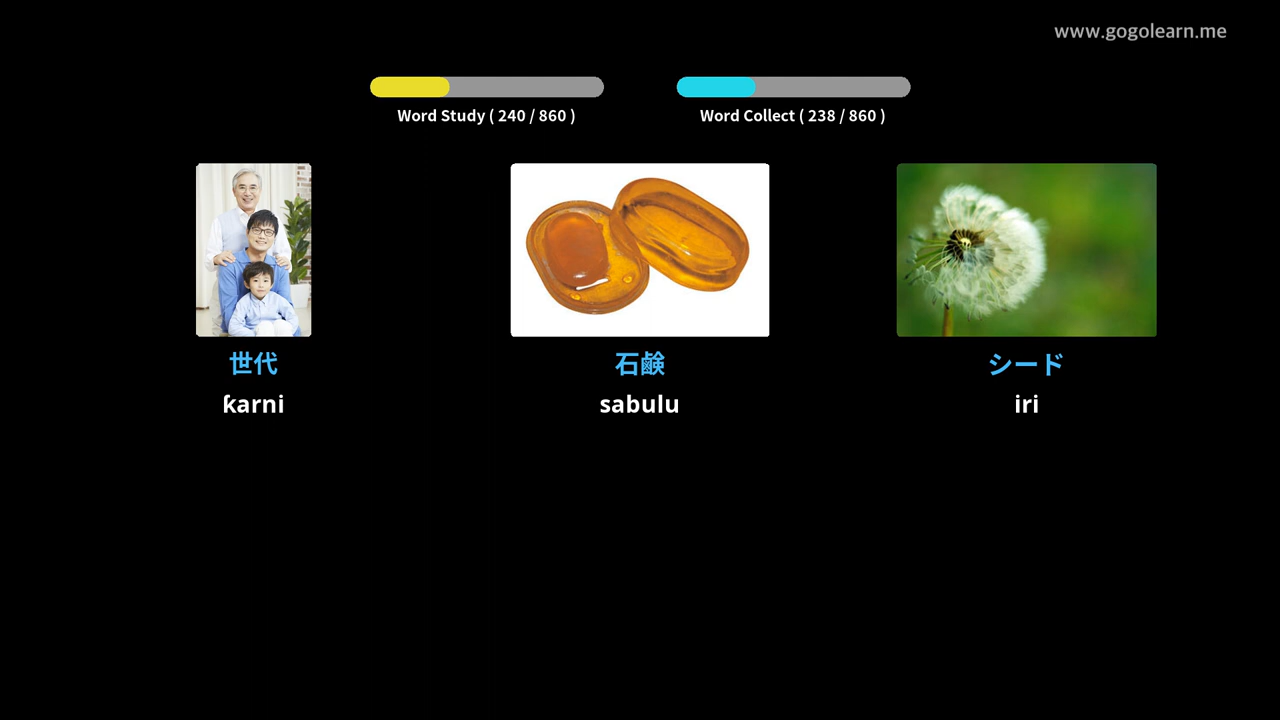 www.gogolearn.me
Word Study ( 240 / 860 )
Word Collect ( 238 / 860 )
世代
石鹸
シード
ƙarni
sabulu
iri